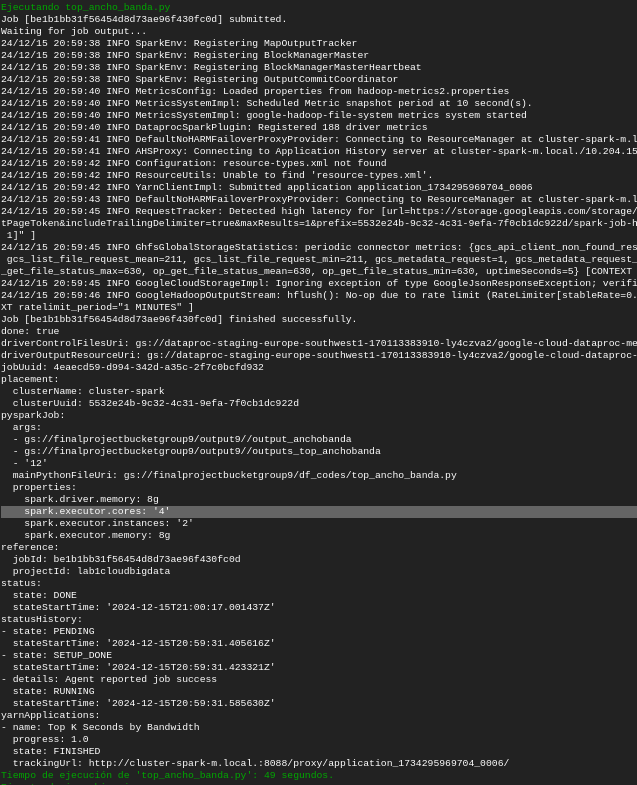 Ejecutando top_ancho_banda.py
Job [be1b1bb31f56454d8d73ae96f430fc0d] submitted.
Waiting for job output...
24/12/15 20:59:38 INFO SparkEnv: Registering MapOutputTracker
24/12/15 20:59:38 INFO SparkEnv: Registering BlockManagerMaster
24/12/15 20:59:38 INFO SparkEnv: Registering BlockManagerMasterHeartbeat
24/12/15 20:59:38 INFO SparkEnv: Registering OutputCommitCoordinator
24/12/15 20:59:40 INFO MetricsConfig: Loaded properties from hadoop-metrics2.properties
24/12/15 20:59:40 INFO MetricsSystemImpl: Scheduled Metric snapshot period at 10 second(s).
24/12/15 20:59:40 INFO MetricsSystemImpl: google-hadoop-file-system metrics system started
24/12/15 20:59:40 INFO DataprocSparkPlugin: Registered 188 driver metrics
24/12/15 20:59:41 INFO DefaultNoHARMFailoverProxyProvider: Connecting to ResourceManager at cluster-spark-m.l
24/12/15 20:59:41 INFO AHSProxy: Connecting to Application History server at cluster-spark-m.local./10.204.15
24/12/15 20:59:42 INFO Configuration: resource-types.xml not found
24/12/15 20:59:42 INFO ResourceUtils: Unable to find 'resource-types.xml'.
24/12/15 20:59:42 INFO YarnClientImpl: Submitted application application_1734295969704_0006
24/12/15 20:59:43 INFO DefaultNoHARMFailoverProxyProvider: Connecting to ResourceManager at cluster-spark-m.l
24/12/15 20:59:45 INFO RequestTracker: Detected high latency for [url=https://storage.googleapis.com/storage/
tPageToken&includeTrailingDelimiter=true&maxResults=1&prefix=5532e24b-9c32-4c31-9efa-7f0cb1dc922d/spark-job-h
 1]" ]
24/12/15 20:59:45 INFO GhfsGlobalStorageStatistics: periodic connector metrics: {gcs_api_client_non_found_res
 gcs_list_file_request_mean=211, gcs_list_file_request_min=211, gcs_metadata_request=1, gcs_metadata_request_
_get_file_status_max=630, op_get_file_status_mean=630, op_get_file_status_min=630, uptimeSeconds=5} [CONTEXT
24/12/15 20:59:45 INFO GoogleCloudStorageImpl: Ignoring exception of type GoogleJsonResponseException; verifi
24/12/15 20:59:46 INFO GoogleHadoopOutputStream: hflush(): No-op due to rate limit (RateLimiter[stableRate=0.
XT ratelimit_period="1 MINUTES" ]
Job [be1b1bb31f56454d8d73ae96f430fc0d] finished successfully.
done: true
driverControlFilesUri: gs://dataproc-staging-europe-southwest1-170113383910-ly4czva2/google-cloud-dataproc-me
driverOutputResourceUri: gs://dataproc-staging-europe-southwest1-170113383910-ly4czva2/google-cloud-dataproc-
jobUuid: 4eaecd59-d994-342d-a35c-2f7c0bcfd932
placement:
  clusterName: cluster-spark
  clusterUuid: 5532e24b-9c32-4c31-9efa-7f0cb1dc922d
pysparkJob:
  args:
  - gs://finalprojectbucketgroup9/output9//output_anchobanda
  - gs://finalprojectbucketgroup9/output9//outputs_top_anchobanda
  - '12'
  mainPythonFileUri: gs://finalprojectbucketgroup9/df_codes/top_ancho_banda.py
  properties:
    spark.driver.memory: 8g
    spark.executor.cores: '4'
    spark.executor.instances: '2'
    spark.executor.memory: 8g
reference:
  jobId: be1b1bb31f56454d8d73ae96f430fc0d
  projectId: lab1cloudbigdata
status:
  state: DONE
  stateStartTime: '2024-12-15T21:00:17.001437Z'
statusHistory:
- state: PENDING
  stateStartTime: '2024-12-15T20:59:31.405616Z'
- state: SETUP_DONE
  stateStartTime: '2024-12-15T20:59:31.423321Z'
- details: Agent reported job success
  state: RUNNING
  stateStartTime: '2024-12-15T20:59:31.585630Z'
yarnApplications:
- name: Top K Seconds by Bandwidth
  progress: 1.0
  state: FINISHED
  trackingUrl: http://cluster-spark-m.local.:8088/proxy/application_1734295969704_0006/
Tiempo de ejecución de 'top_ancho_banda.py': 49 segundos.